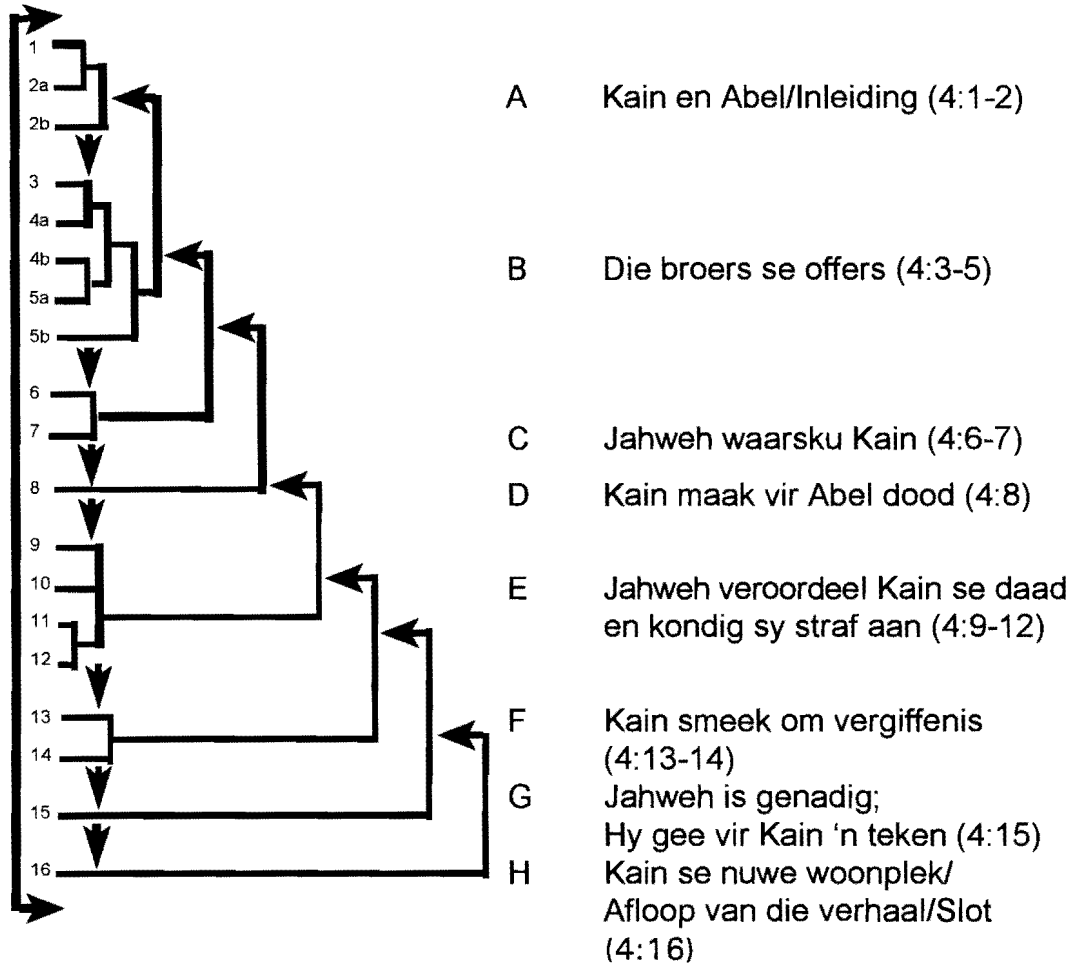 1
2a
2b
3
4a
4b
5a
5b
6
7
8
9
10
11
12
13
14
15
16
A Kain en Abel/Inleiding (4:1-2)
B Die broers se offers (4:3-5)
C Jahweh waarsku Kain (4:6-7)
D Kain maak vir Abel dood (4:8)
E Jahweh veroordeel Kain se daad
en kondig sy straf aan (4:9-12)
F Kain smeek om vergiffenis
(4:13-14)
G Jahweh is genadig;
Hy gee vir Kain ‘n teken (4:15)
H Kain se nuwe woonplek/
Afloop van die verhaal/Slot
(4:16)